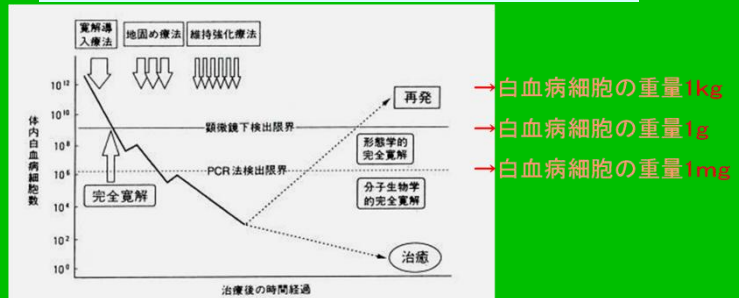 寛解導
入療法
地固め療法
維持強化療法
10¹²
10¹⁰
10⁸
10⁶
10⁴
10²
10⁰
体内白血病細胞数
顕微鏡下検出限界
PCR法検出限界
完全寛解
再発
形態学的
完全寛解
分子生物学
的完全寛解
治癒
治療後の時間経過
→白血病細胞の重量1kg
→白血病細胞の重量1g
→白血病細胞の重量1mg